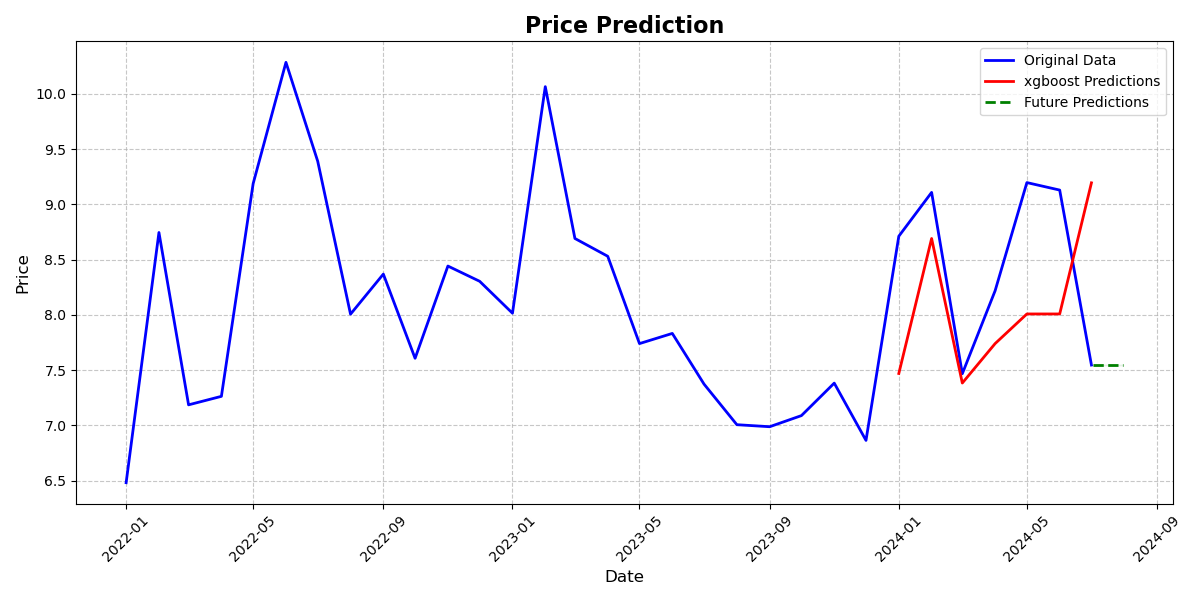 Price Prediction
Original Data
xgboost Predictions
Future Predictions
Price
10.0
9.5
9.0
8.5
8.0
7.5
7.0
6.5
2022-01
2022-05
2022-09
2023-01
2023-05
2023-09
2024-01
2024-05
2024-09
Date